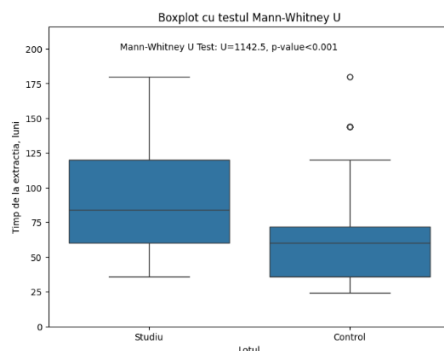 Boxplot cu testul Mann-Whitney U
Mann-Whitney U Test: U=1142.5, p-value<0.001
200
175
150
125
100
75
50
25
0
Timp de la extractia, luni
Studiu
Control
Lotul